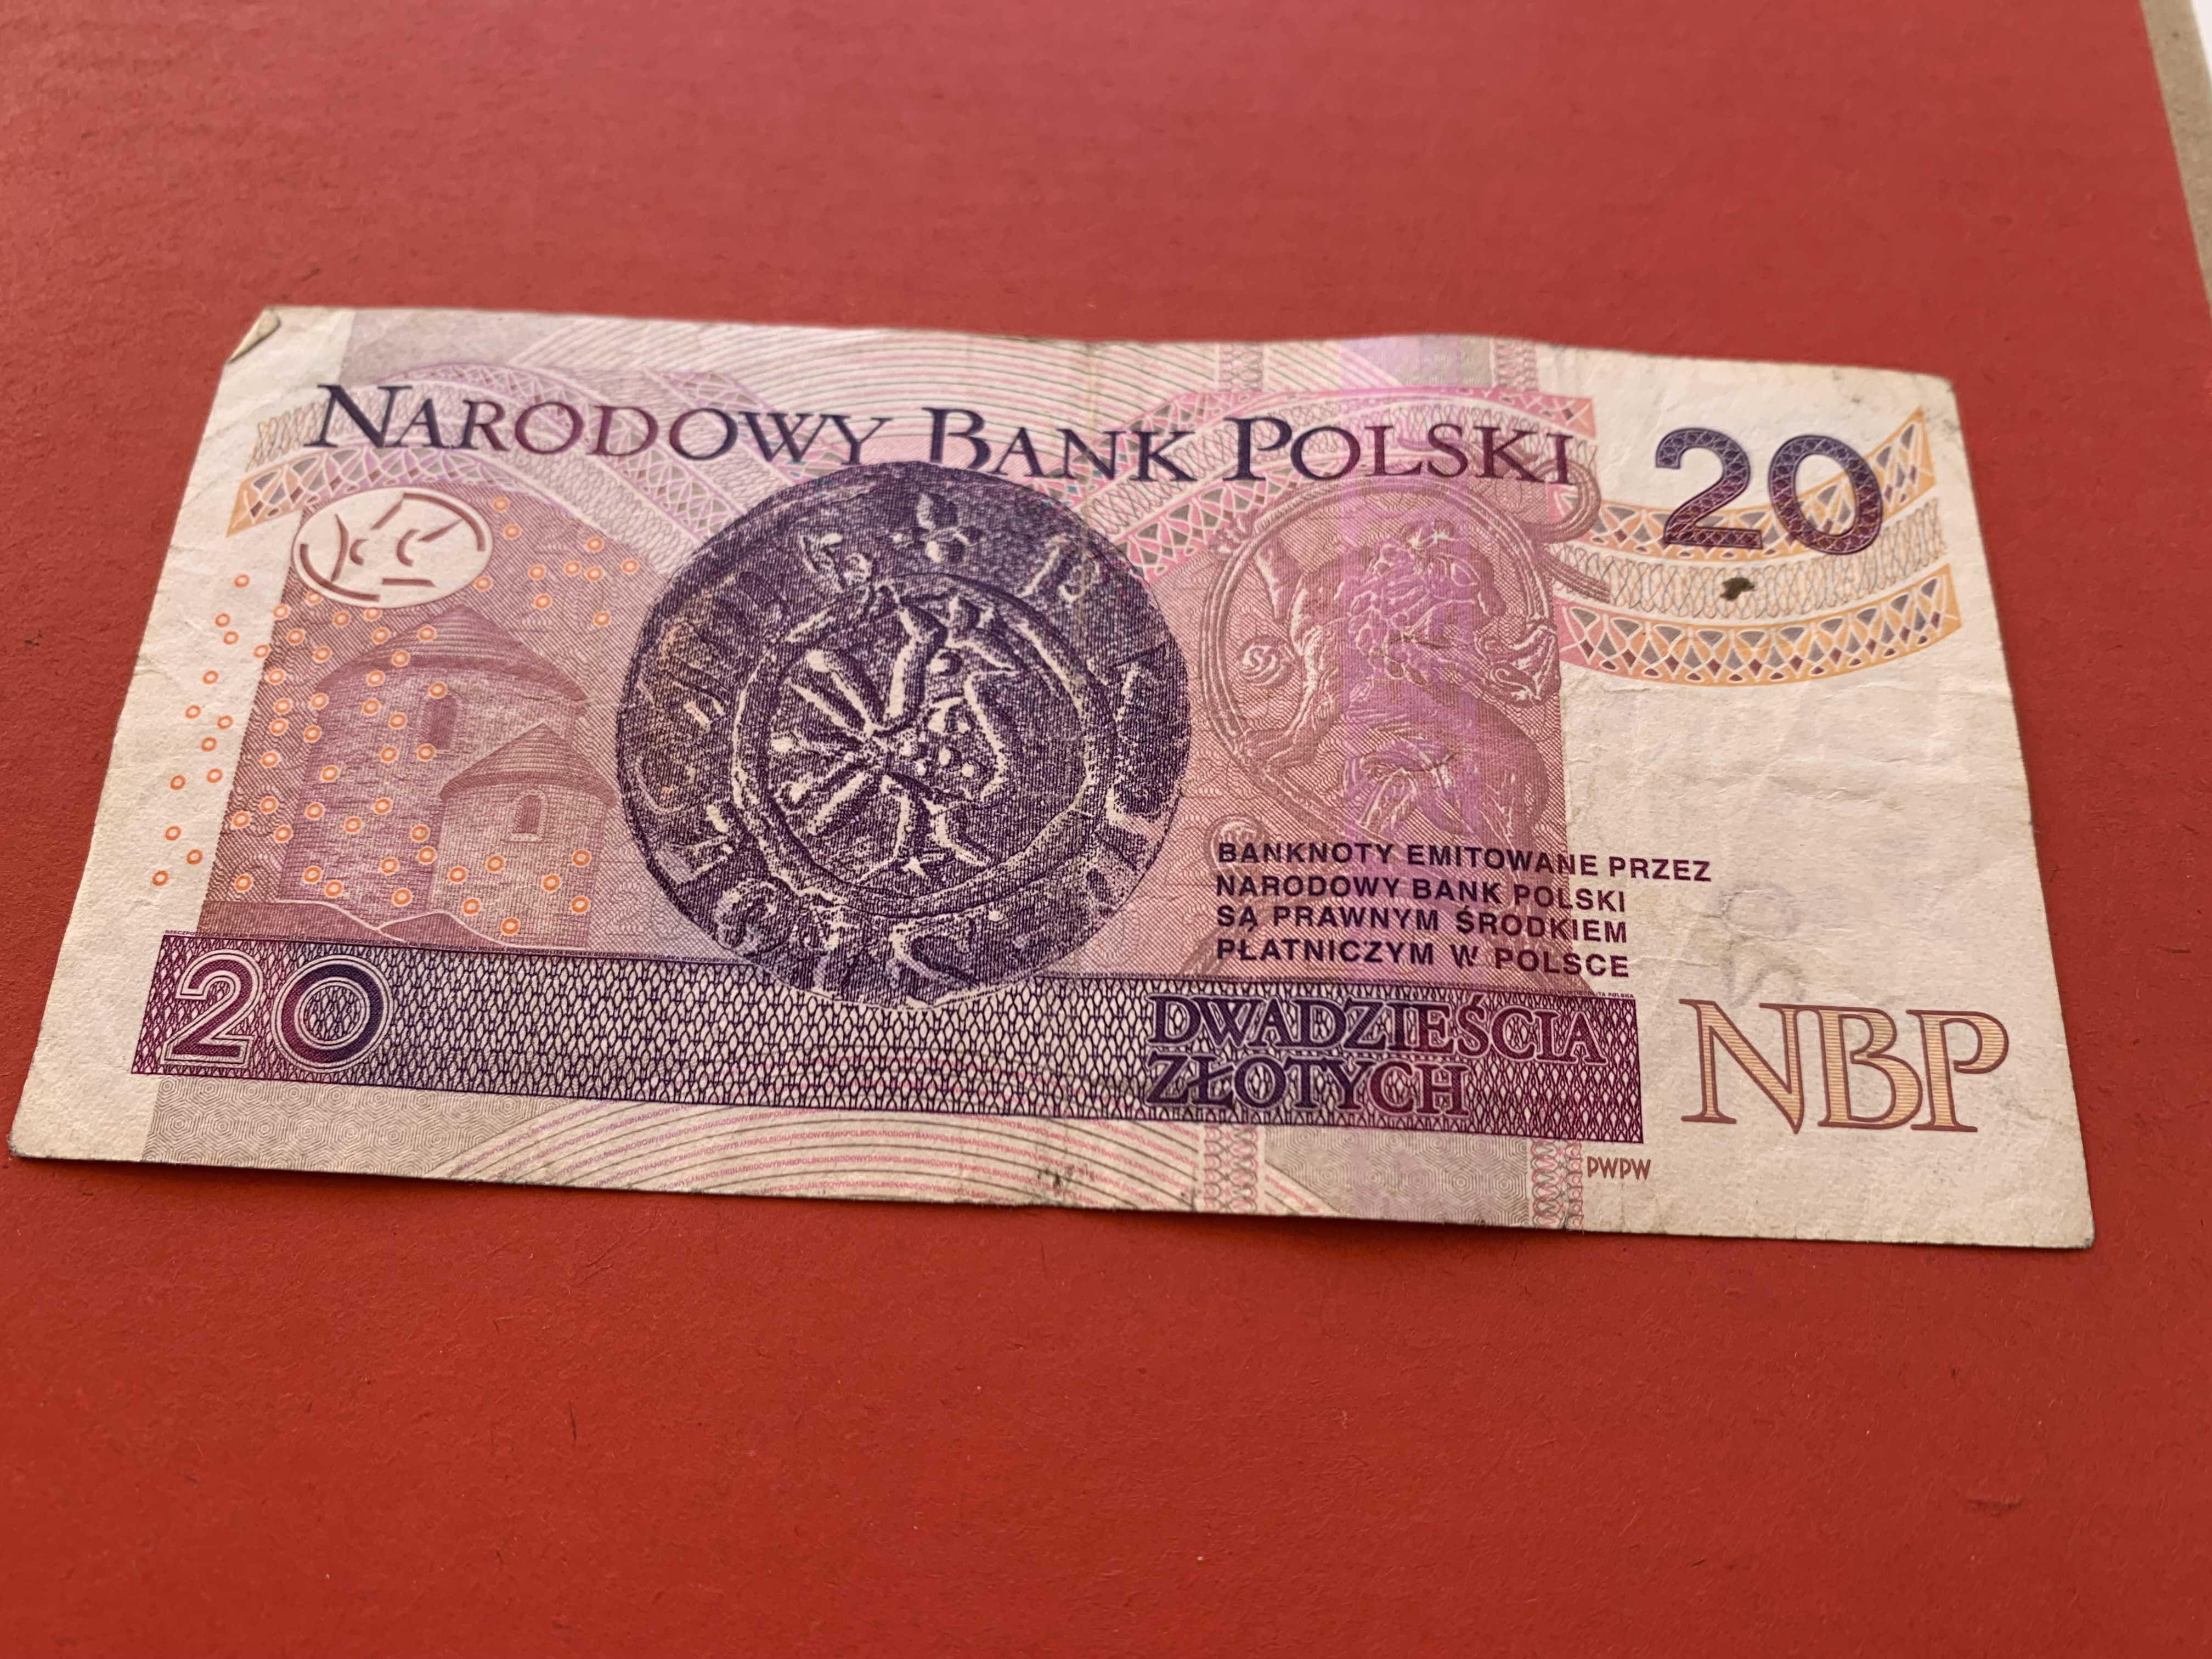 NARODOWY BANK POLSKI 20
BANKNOTY EMITOWANE PRZEZ
NARODOWY BANK POLSKI
SĄ PRAWNYM ŚRODKIEM
PŁATNICZYM W POLSCE
20
DWADZIEŚCIA
ZŁOTYCH
NBP
PWPW